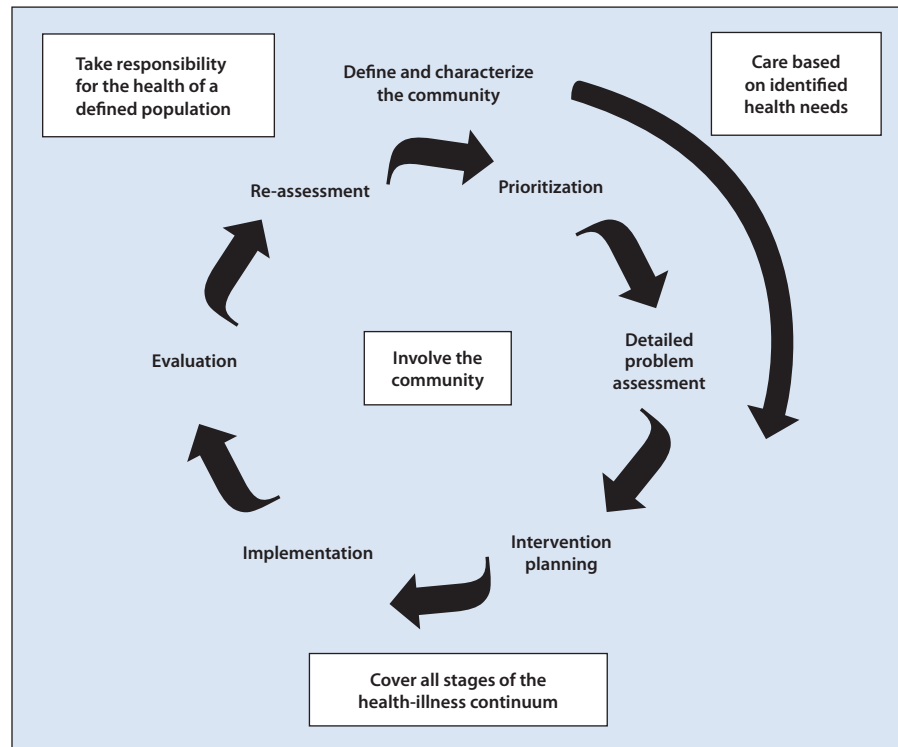 Take responsibility
for the health of a
defined population
Define and characterize
the community
Care based
on identified
health needs
Re-assessment
Prioritization
Evaluation
Involve the
community
Detailed
problem
assessment
Implementation
Intervention
planning
Cover all stages of the
health-illness continuum